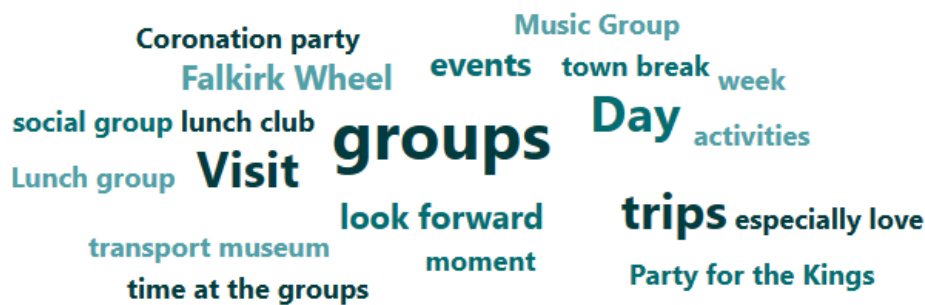 Music Group
Coronation party
events
town break
Falkirk Wheel
week
Day
social group
lunch club
groups
activities
Visit
Lunch group
trips
look forward
especially love
transport museum
moment
Party for the Kings
time at the groups